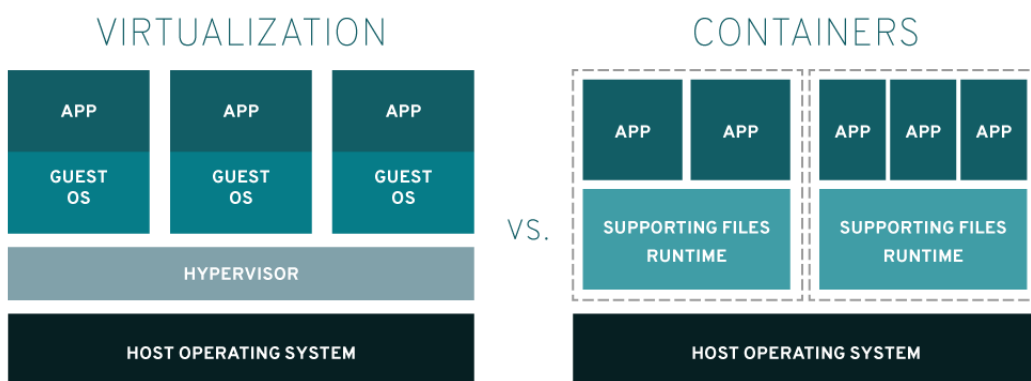 VIRTUALIZATION
APP
GUEST
OS
APP
GUEST
OS
APP
GUEST
OS
HYPERVISOR
HOST OPERATING SYSTEM
VS.
CONTAINERS
APP
APP
SUPPORTING FILES
RUNTIME
APP
APP
APP
SUPPORTING FILES
RUNTIME
HOST OPERATING SYSTEM